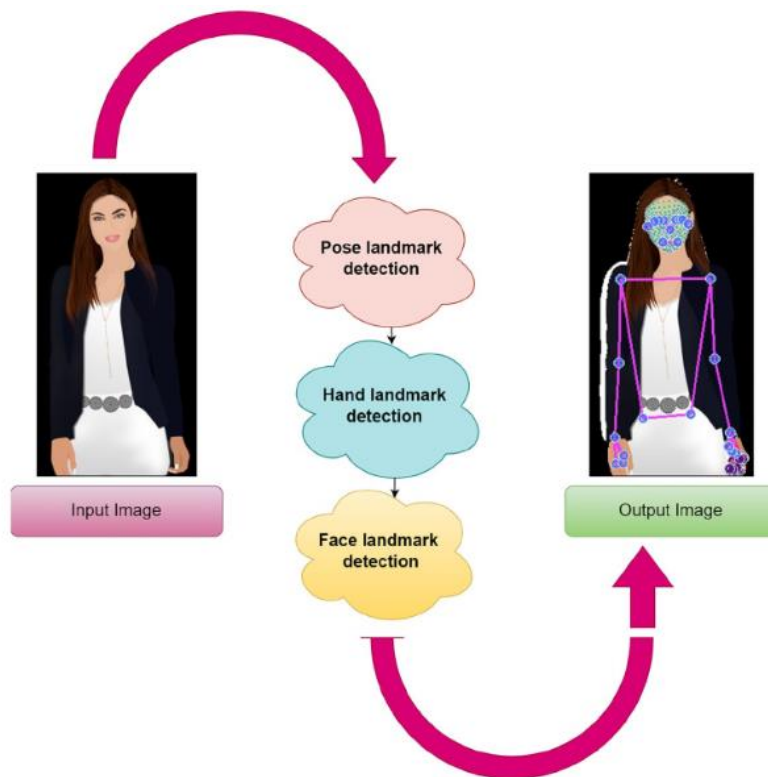 Pose landmark
detection
Hand landmark
detection
Face landmark
detection
Input Image
Output Image